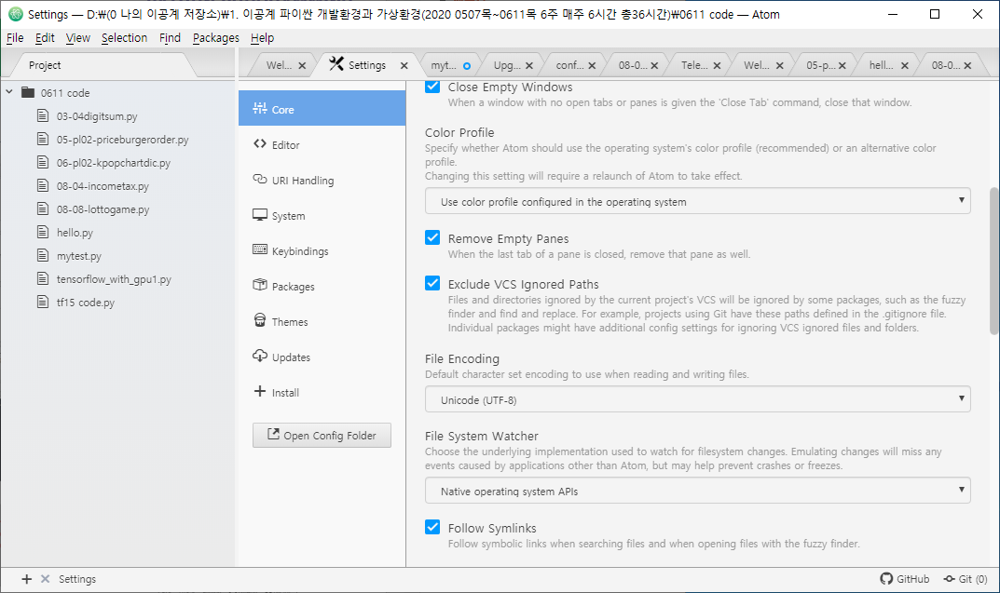 Settings — D:\(0 나의 이공계 저장소)\1. 이공계 파이싼 개발환경과 가상환경(2020 0507목~0611목 6주 매주 6시간 총36시간)\0611 code — Atom
File Edit View Selection Find Packages Help
Project
Wel... Settings myt... Upg... conf... 08-0... Tele... Wel... 05-p... hell... 08-0...
0611 code
03-04digitsum.py
05-pl02-priceburgerorder.py
06-pl02-kpopchartdic.py
08-04-incometax.py
08-08-lottogame.py
hello.py
mytest.py
tensorflow_with_gpu1.py
tf15 code.py
Core
Editor
URI Handling
System
Keybindings
Packages
Themes
Updates
Install
Open Config Folder
Close Empty Windows
When a window with no open tabs or panes is given the 'Close Tab' command, close that window.
Color Profile
Specify whether Atom should use the operating system's color profile (recommended) or an alternative color
profile.
Changing this setting will require a relaunch of Atom to take effect.
Use color profile configured in the operating system
Remove Empty Panes
When the last tab of a pane is closed, remove that pane as well.
Exclude VCS Ignored Paths
Files and directories ignored by the current project's VCS will be ignored by some packages, such as the fuzzy
finder and find and replace. For example, projects using Git have these paths defined in the .gitignore file.
Individual packages might have additional config settings for ignoring VCS ignored files and folders.
File Encoding
Default character set encoding to use when reading and writing files.
Unicode (UTF-8)
File System Watcher
Choose the underlying implementation used to watch for filesystem changes. Emulating changes will miss any
events caused by applications other than Atom, but may help prevent crashes or freezes.
Native operating system APIs
Follow Symlinks
Follow symbolic links when searching files and when opening files with the fuzzy finder.
Settings
GitHub Git (0)